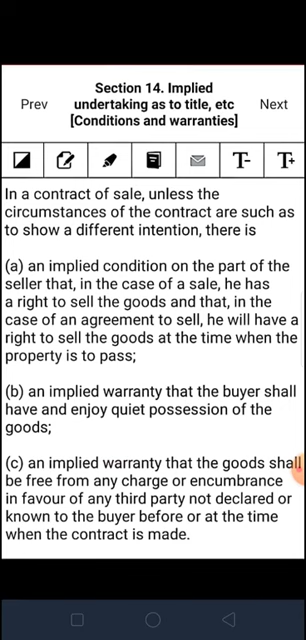 Section 14. Implied
Prev undertaking as to title, etc Next
[Conditions and warranties]
T- T+
In a contract of sale, unless the
circumstances of the contract are such as
to show a different intention, there is
(a) an implied condition on the part of the
seller that, in the case of a sale, he has
a right to sell the goods and that, in the
case of an agreement to sell, he will have a
right to sell the goods at the time when the
property is to pass;
(b) an implied warranty that the buyer shall
have and enjoy quiet possession of the
goods;
(c) an implied warranty that the goods shall
be free from any charge or encumbrance
in favour of any third party not declared or
known to the buyer before or at the time
when the contract is made.